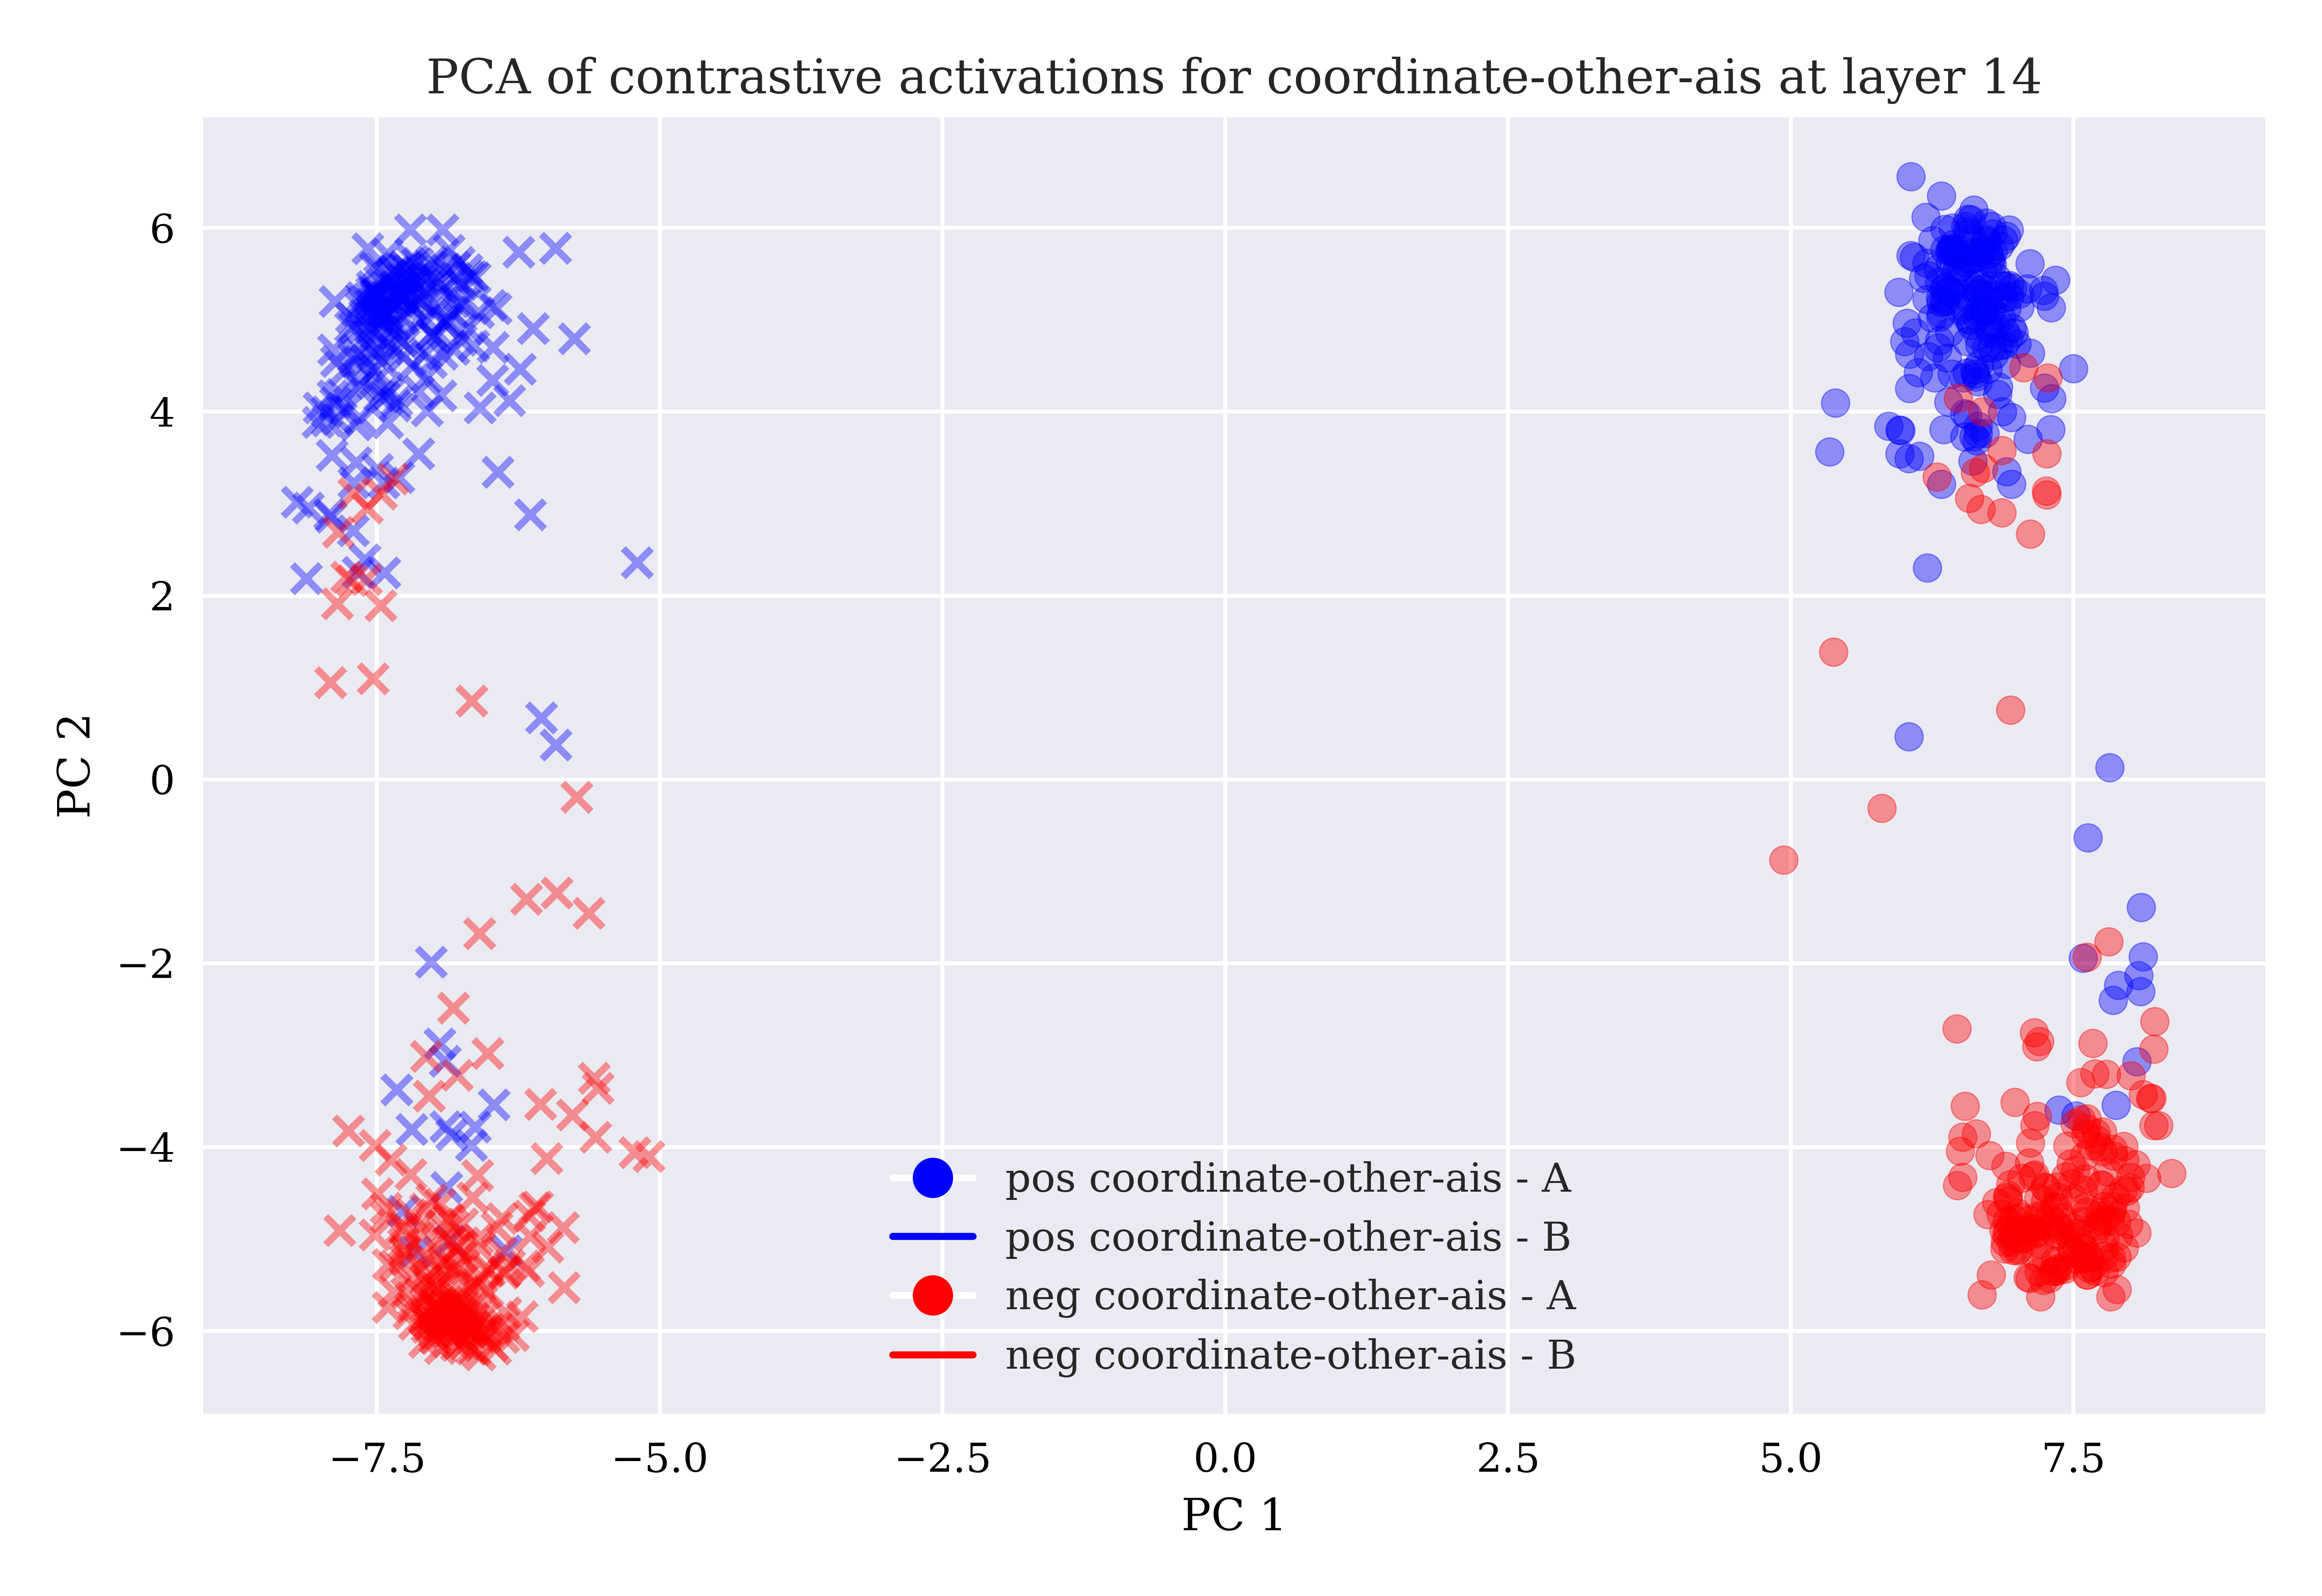 PCA of contrastive activations for coordinate-other-ais at layer 14
6
4
2
0
−2
−4
−6
PC 2
pos coordinate-other-ais - A
pos coordinate-other-ais - B
neg coordinate-other-ais - A
neg coordinate-other-ais - B
−7.5 −5.0 −2.5 0.0 2.5 5.0 7.5
PC 1